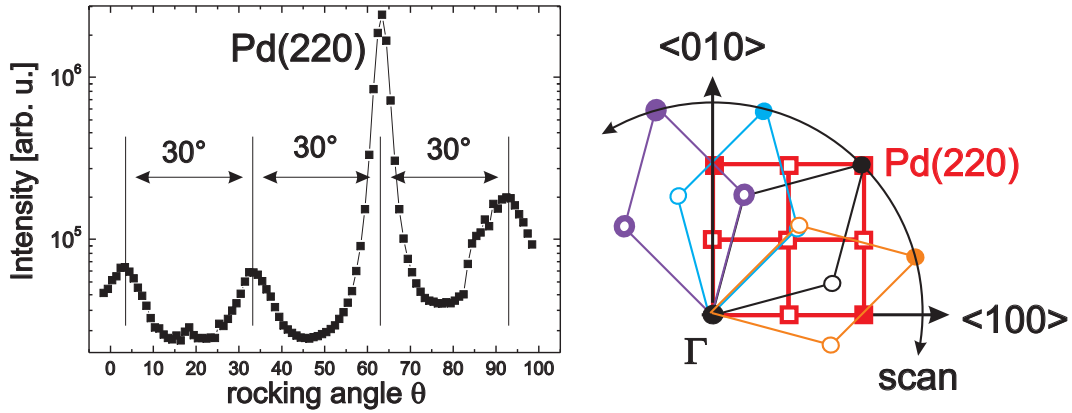 Intensity [arb. u.]
10⁶
10⁵
Pd(220)
30°
30°
30°
0 10 20 30 40 50 60 70 80 90 100
rocking angle θ
<010>
Pd(220)
<100>
Γ
scan